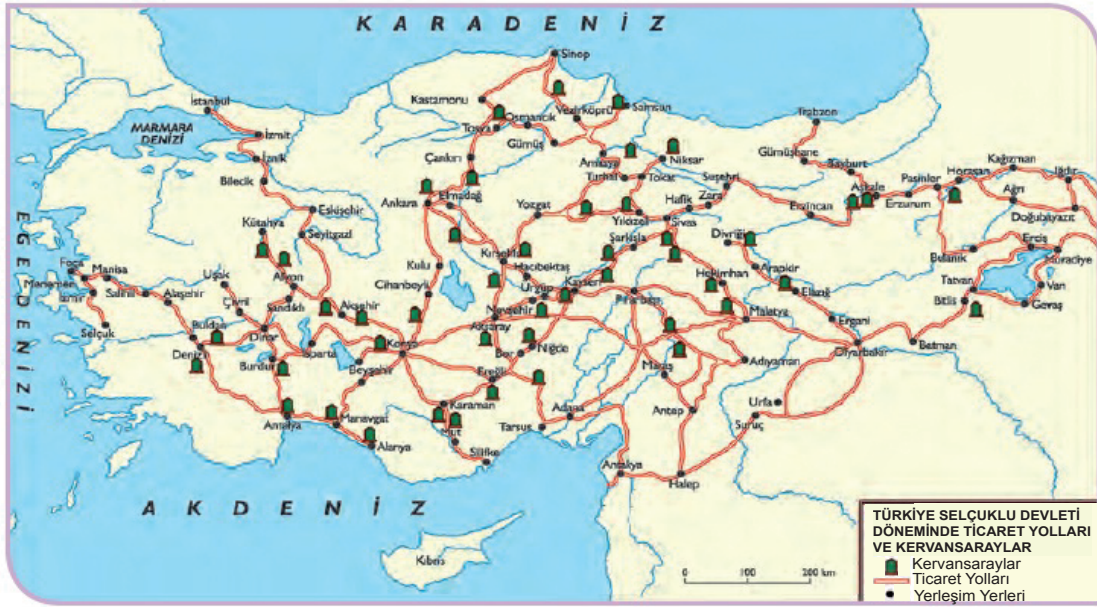 KARADENİZ
Sinop
Kastamonu
İstanbul
Osmancık
Vezirköprü
Samsun
Trabzon
MARMARA
DENİZİ
İzmit
Tosya
Gümüş
Amasya
Niksar
Gümüşhane
Bayburt
İznik
Çankırı
Turhal
Tokat
Suşehri
Aşkale
Pasinler
Horasan
Kağızman
Iğdır
Bilecik
Ankara
Elmadağ
Yozgat
Yıldızeli
Hafik
Zara
Erzincan
Erzurum
Ağrı
Doğubayazıt
EGE DENİZİ
Kütahya
Eskişehir
Seyitgazi
Sivas
Şarkışla
Divriği
Erciş
Muradiye
Bulanık
Foça
Manisa
Menemen
İzmir
Salihli
Alaşehir
Uşak
Afyon
Kulu
Kırşehir
Hacıbektaş
Ürgüp
Kayseri
Hekimhan
Arapkir
Elazığ
Tatvan
Van
Çivril
Sandıklı
Akşehir
Cihanbeyli
Nevşehir
Pınarbaşı
Bitlis
Gevaş
Selçuk
Buldan
Dinar
Aksaray
Malatya
Ergani
Denizli
Isparta
Konya
Bor
Niğde
Diyarbakır
Batman
Burdur
Beyşehir
Ereğli
Maraş
Adıyaman
Karaman
Adana
Antep
Urfa
Antalya
Manavgat
Mut
Tarsus
Suruç
Alanya
Silifke
Antakya
Halep
AKDENİZ
Kıbrıs
0 100 200 km
TÜRKİYE SELÇUKLU DEVLETİ
DÖNEMİNDE TİCARET YOLLARI
VE KERVANSARAYLAR
Kervansaraylar
Ticaret Yolları
Yerleşim Yerleri